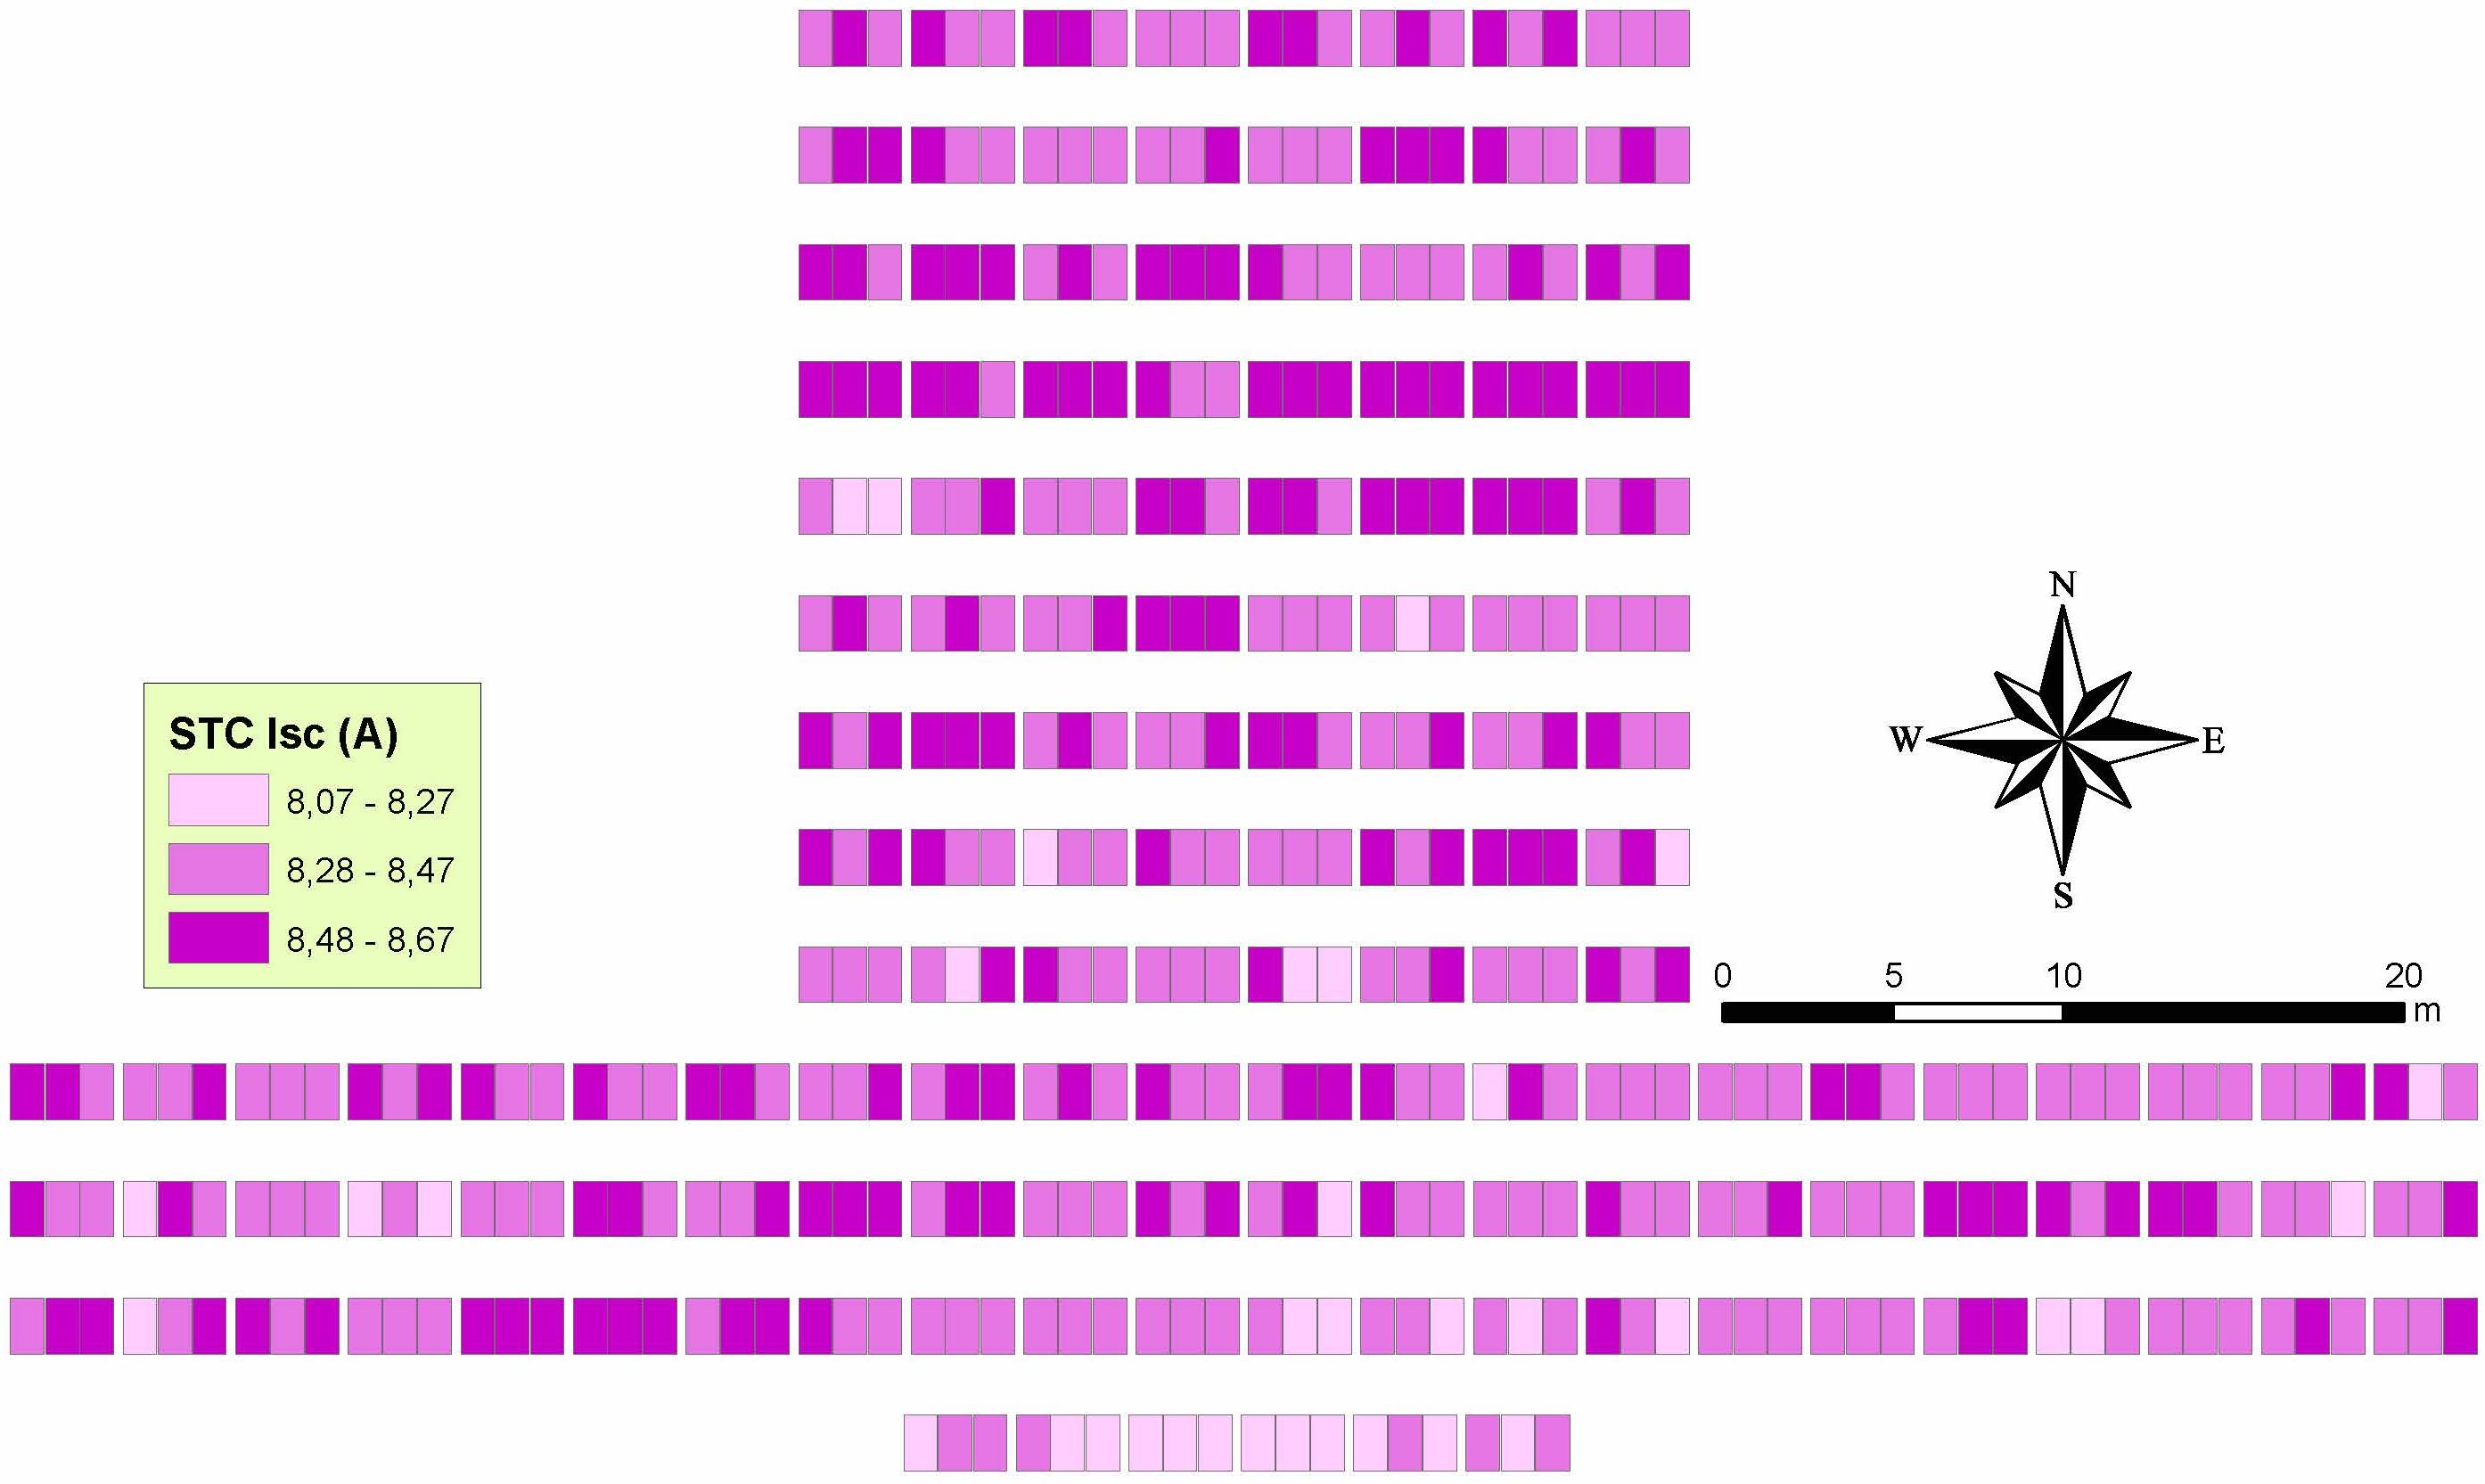 STC Isc (A)
8,07 - 8,27
8,28 - 8,47
8,48 - 8,67
N
W
E
S
0 5 10 20
m